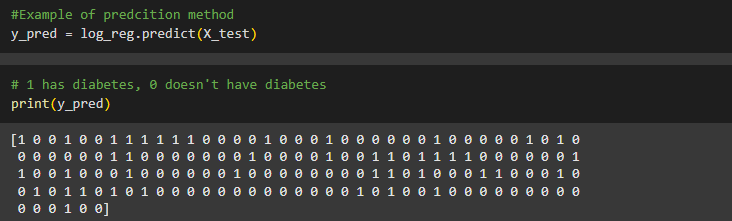 #Example of predcition method
y_pred = log_reg.predict(X_test)
# 1 has diabetes, 0 doesn't have diabetes
print(y_pred)
[1 0 0 1 0 0 1 1 1 1 1 1 0 0 0 0 1 0 0 0 1 0 0 0 0 0 0 1 0 0 0 0 0 1 0 1 0
0 0 0 0 0 0 1 1 0 0 0 0 0 0 0 1 0 0 0 0 1 0 0 1 1 0 1 1 1 1 0 0 0 0 0 0 1
1 0 0 1 0 0 0 1 0 0 0 0 0 0 1 0 0 0 0 0 0 0 0 1 1 0 1 0 0 0 1 1 0 0 0 1 0
0 1 0 1 1 0 1 0 1 0 0 0 0 0 0 0 0 0 0 0 0 0 0 1 0 1 0 0 1 0 0 0 0 0 0 0 0 0
0 0 0 1 0 0]